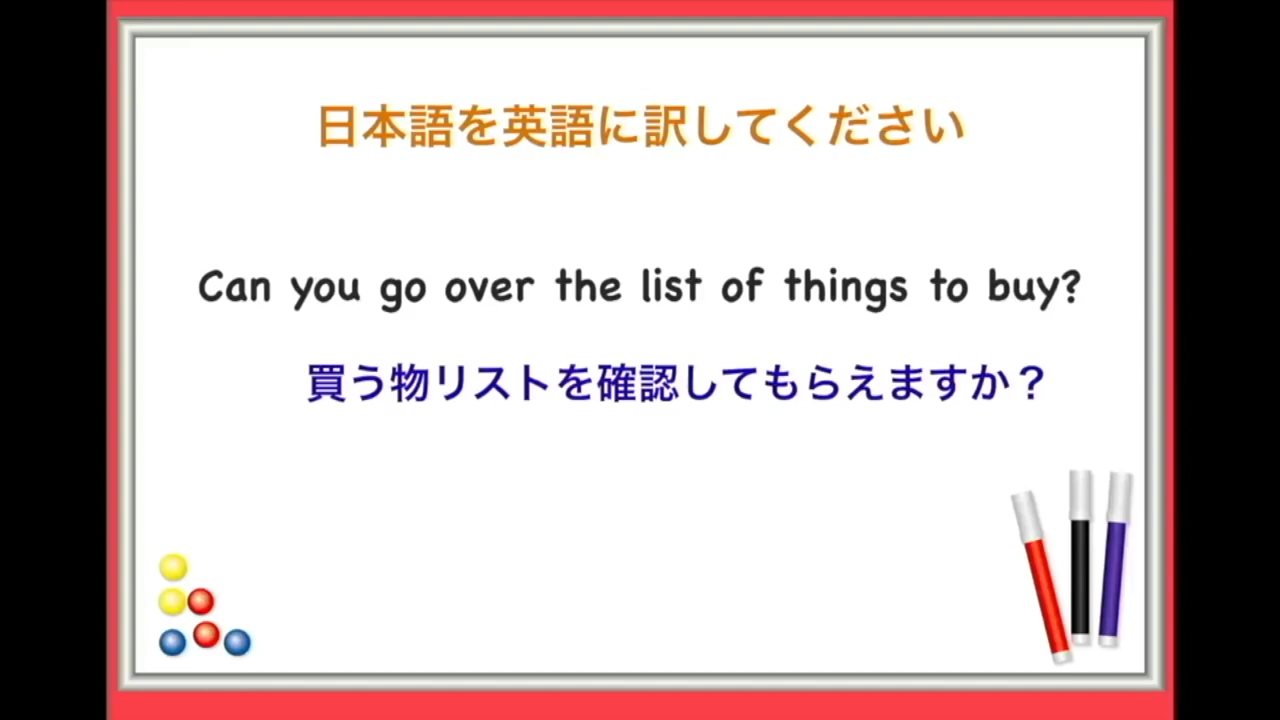 日本語を英語に訳してください
Can you go over the list of things to buy?
買う物リストを確認してもらえますか？